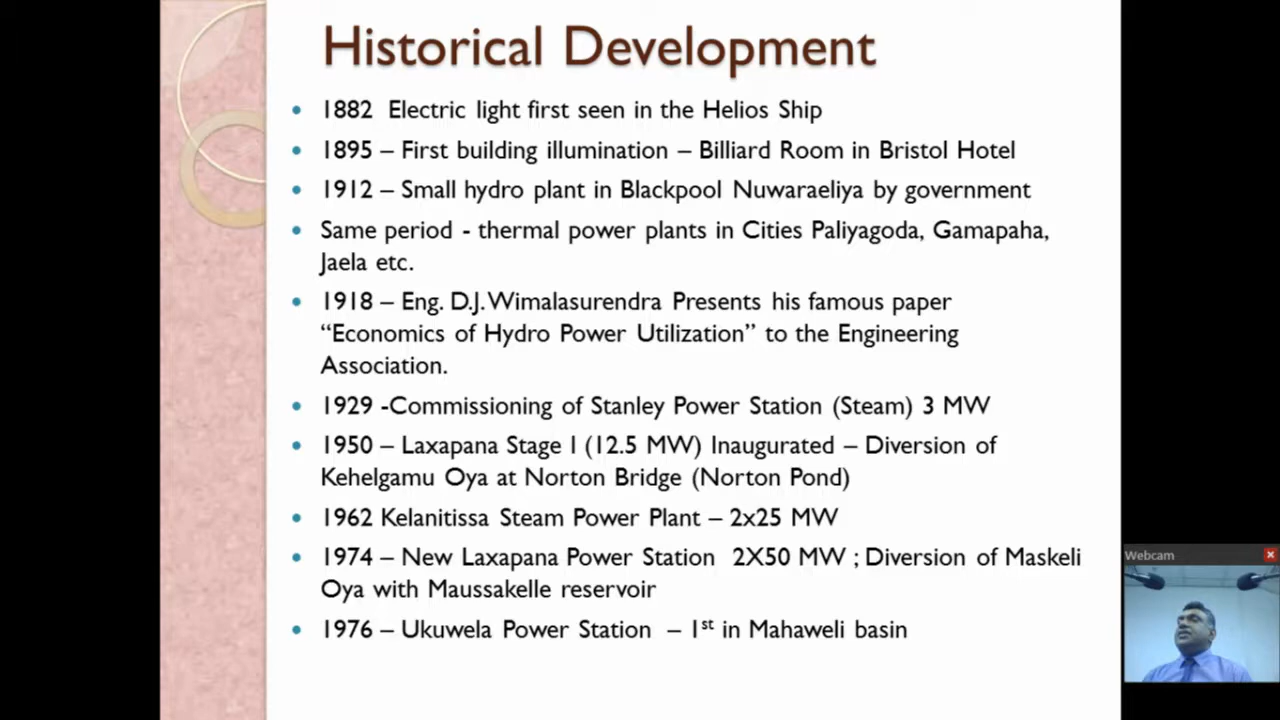 Historical Development
1882 Electric light first seen in the Helios Ship
1895 – First building illumination – Billiard Room in Bristol Hotel
1912 – Small hydro plant in Blackpool Nuwaraeliya by government
Same period - thermal power plants in Cities Paliyagoda, Gamapaha,
Jaela etc.
1918 – Eng. D.J. Wimalasurendra Presents his famous paper
“Economics of Hydro Power Utilization” to the Engineering
Association.
1929 -Commissioning of Stanley Power Station (Steam) 3 MW
1950 – Laxapana Stage I (12.5 MW) Inaugurated – Diversion of
Kehelgamu Oya at Norton Bridge (Norton Pond)
1962 Kelanitissa Steam Power Plant – 2x25 MW
1974 – New Laxapana Power Station 2X50 MW ; Diversion of Maskeli
Oya with Maussakelle reservoir
1976 – Ukuwela Power Station – 1st in Mahaweli basin
Webcam